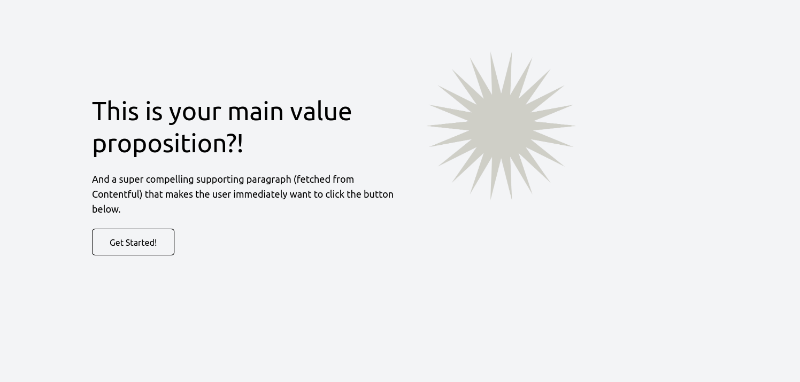 This is your main value
proposition?!
And a super compelling supporting paragraph (fetched from
Contentful) that makes the user immediately want to click the button
below.
Get Started!